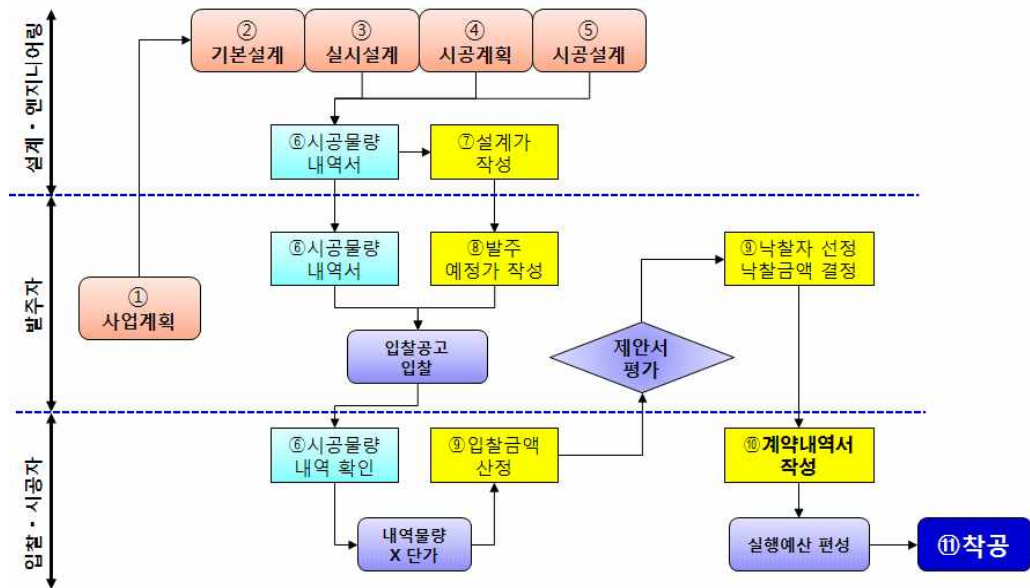 설계・엔지니어링
②
기본설계
③
실시설계
④
시공계획
⑤
시공설계
⑥시공물량
내역서
⑦설계가
작성
발주자
①
사업계획
⑥시공물량
내역서
⑧발주
예정가 작성
입찰공고
입찰
제안서
평가
⑨낙찰자 선정
낙찰금액 결정
입찰・시공자
⑥시공물량
내역 확인
⑨입찰금액
산정
내역물량
X 단가
⑩계약내역서
작성
실행예산 편성
⑪착공